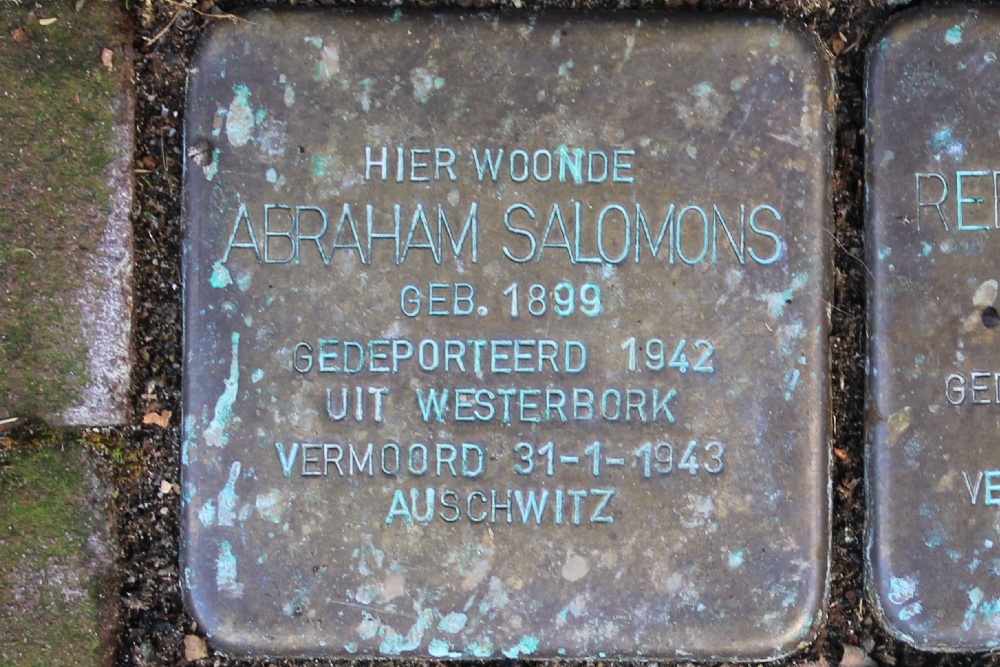 HIER WOONDE
ABRAHAM SALOMONS
GEB. 1899
GEDEPORTEERD 1942
UIT WESTERBORK
VERMOORD 31-1-1943
AUSCHWITZ